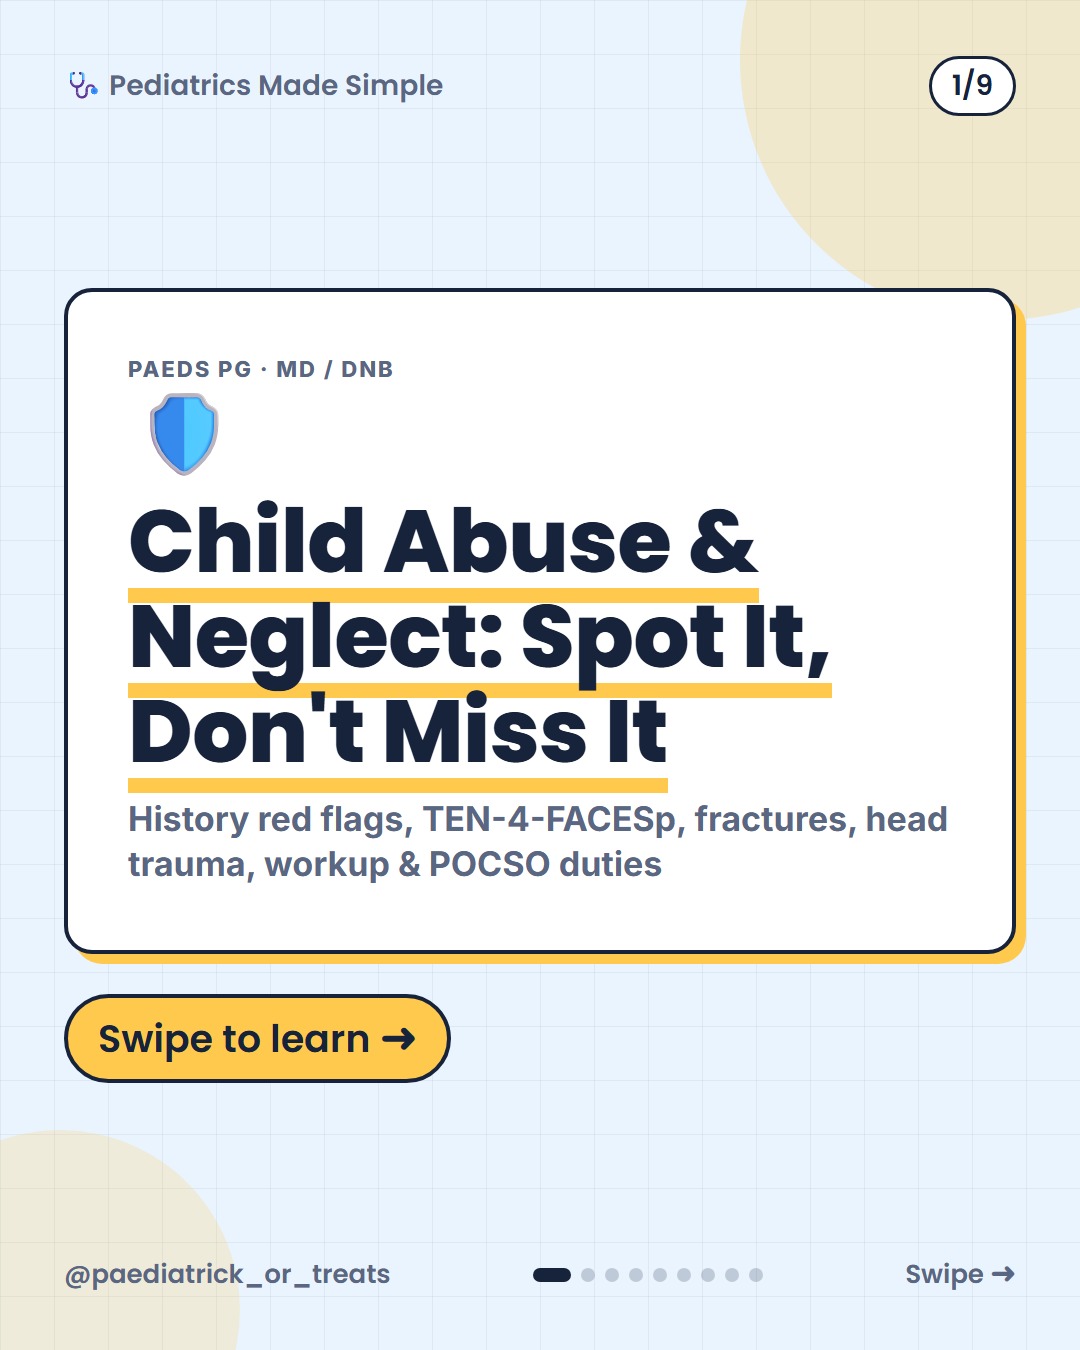 Pediatrics Made Simple
1/9
PAEDS PG · MD / DNB
Child Abuse &
Neglect: Spot It,
Don't Miss It
History red flags, TEN-4-FACESp, fractures, head
trauma, workup & POCSO duties
Swipe to learn →
@paediatrick_or_treats
Swipe →